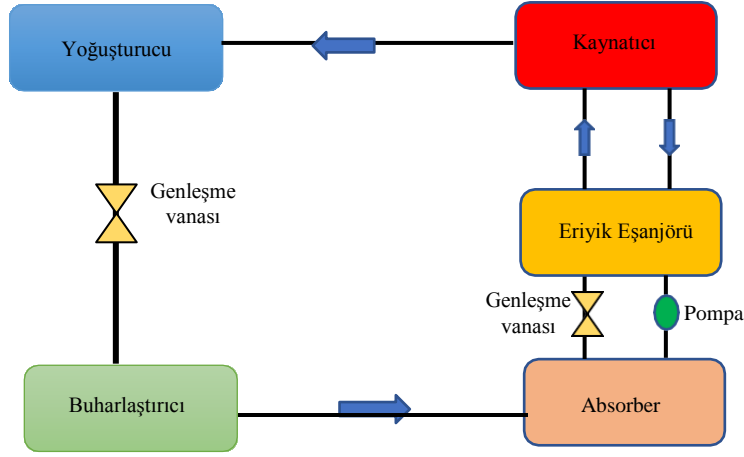 Yoğuşturucu
Kaynatıcı
Genleşme
vanası
Eriyik Eşanjörü
Genleşme
vanası
Pompa
Buharlaştırıcı
Absorber